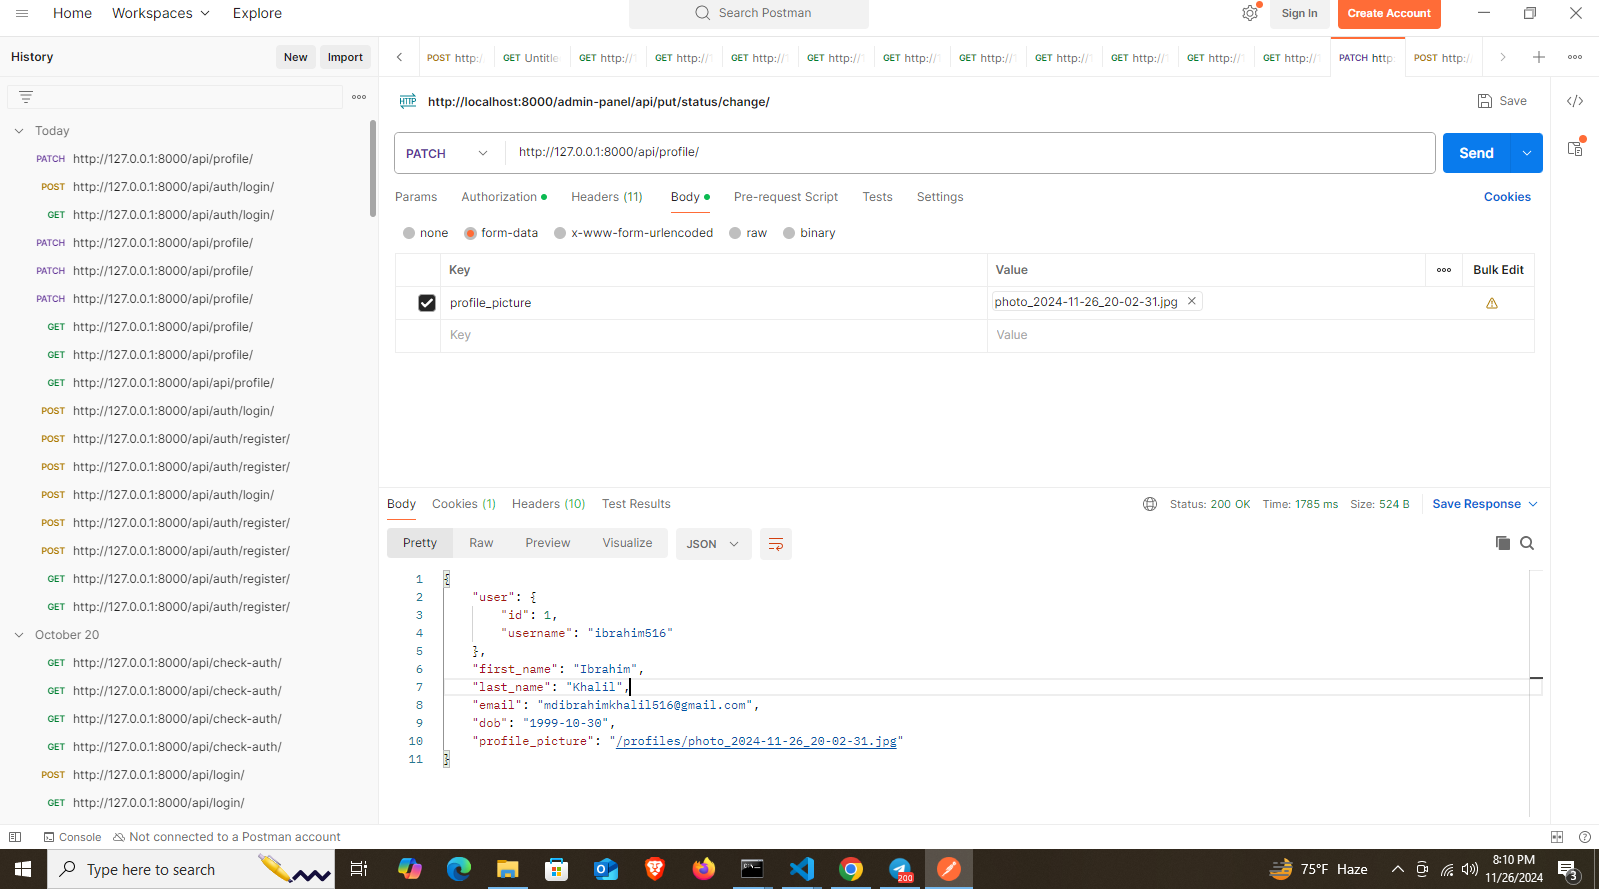 Home Workspaces Explore Search Postman Sign In Create Account
History New Import
POST http:/ GET Untitle GET http://1 GET http://1 GET http://1 GET http:/ GET http:/ GET http:/ GET http:// GET http://1 GET http://1 GET http://1 PATCH http: POST http:/
HTTP http://localhost:8000/admin-panel/api/put/status/change/ Save
Today
PATCH http://127.0.0.1:8000/api/profile/
POST http://127.0.0.1:8000/api/auth/login/
GET http://127.0.0.1:8000/api/auth/login/
PATCH http://127.0.0.1:8000/api/profile/
PATCH http://127.0.0.1:8000/api/profile/
PATCH http://127.0.0.1:8000/api/profile/
GET http://127.0.0.1:8000/api/profile/
GET http://127.0.0.1:8000/api/profile/
GET http://127.0.0.1:8000/api/api/profile/
POST http://127.0.0.1:8000/api/auth/login/
POST http://127.0.0.1:8000/api/auth/register/
POST http://127.0.0.1:8000/api/auth/register/
POST http://127.0.0.1:8000/api/auth/login/
POST http://127.0.0.1:8000/api/auth/register/
POST http://127.0.0.1:8000/api/auth/register/
GET http://127.0.0.1:8000/api/auth/register/
GET http://127.0.0.1:8000/api/auth/register/
October 20
GET http://127.0.0.1:8000/api/check-auth/
GET http://127.0.0.1:8000/api/check-auth/
GET http://127.0.0.1:8000/api/check-auth/
GET http://127.0.0.1:8000/api/check-auth/
POST http://127.0.0.1:8000/api/login/
GET http://127.0.0.1:8000/api/login/
PATCH http://127.0.0.1:8000/api/profile/ Send
Params Authorization Headers (11) Body Pre-request Script Tests Settings Cookies
none form-data x-www-form-urlencoded raw binary
Key Value Bulk Edit
profile_picture photo_2024-11-26_20-02-31.jpg
Key Value
Body Cookies (1) Headers (10) Test Results Status: 200 OK Time: 1785 ms Size: 524 B Save Response
Pretty Raw Preview Visualize JSON
1 {
2 "user": {
3 "id": 1,
4 "username": "ibrahim516"
5 },
6 "first_name": "Ibrahim",
7 "last_name": "Khalil",
8 "email": "mdibrahimkhalil516@gmail.com",
9 "dob": "1999-10-30",
10 "profile_picture": "/profiles/photo_2024-11-26_20-02-31.jpg"
11 }
Console Not connected to a Postman account
Type here to search 200 75°F Haze 8:10 PM
11/26/2024 3